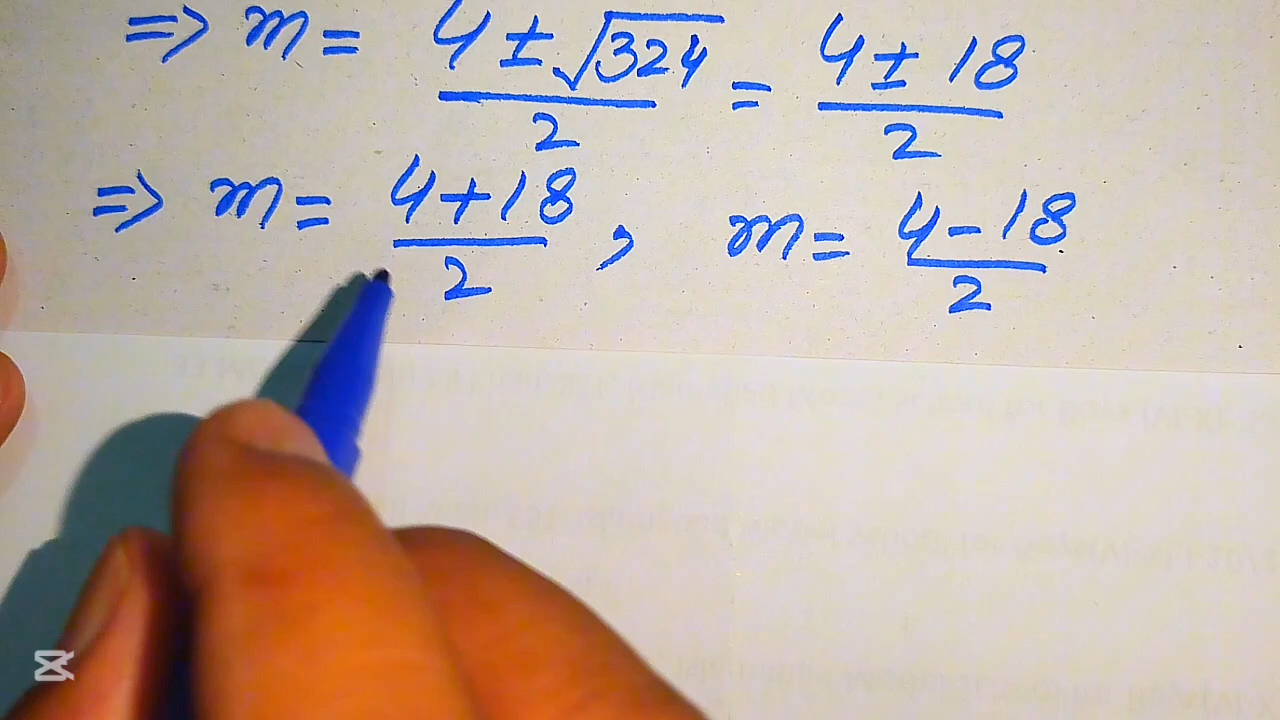 ⇒ m = (4 ± √324)/2 = (4 ± 18)/2
⇒ m = (4 + 18)/2 , m = (4 - 18)/2